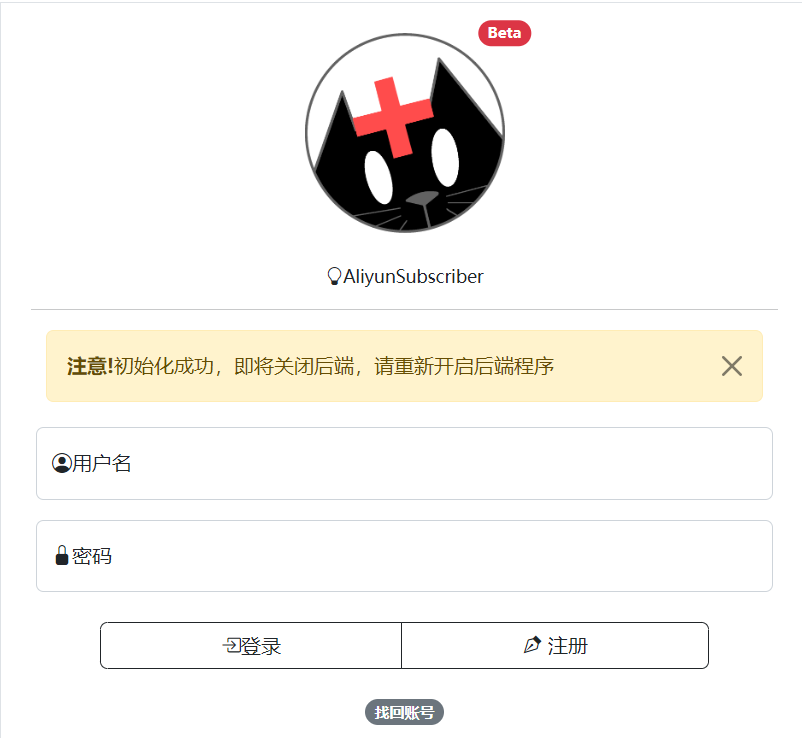 Beta
AliyunSubscriber
注意!初始化成功，即将关闭后端，请重新开启后端程序
用户名
密码
登录
注册
找回账号